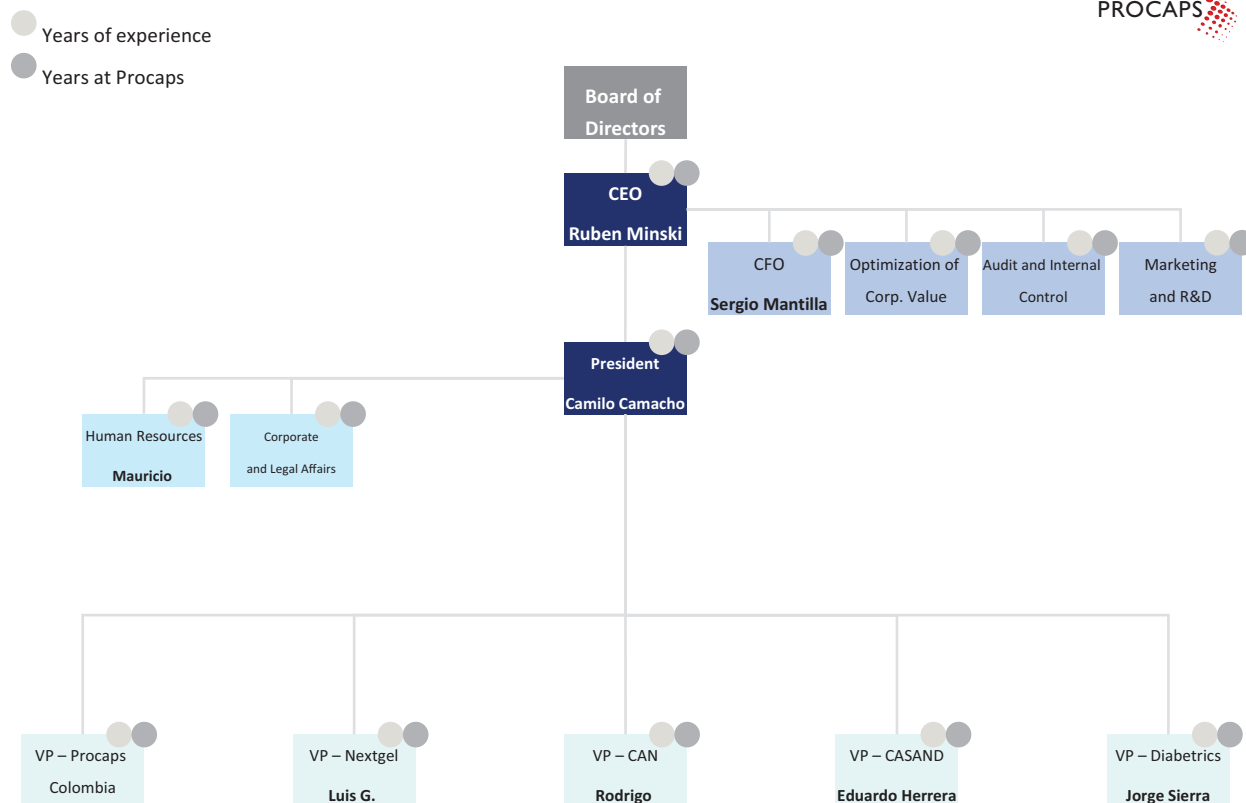 PROCAPS
Years of experience
Years at Procaps
Board of
Directors
CEO
Ruben Minski
CFO
Sergio Mantilla
Optimization of
Corp. Value
Audit and Internal
Control
Marketing
and R&D
President
Camilo Camacho
Human Resources
Mauricio
Corporate
and Legal Affairs
VP – Procaps
Colombia
VP – Nextgel
Luis G.
VP – CAN
Rodrigo
VP – CASAND
Eduardo Herrera
VP – Diabetrics
Jorge Sierra